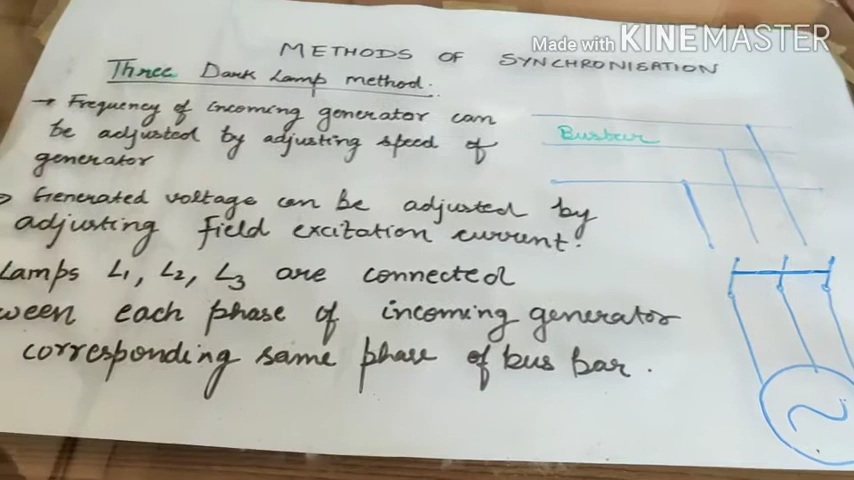 Made with KINEMASTER
METHODS OF SYNCHRONISATION
Three Dark Lamp method.
→ Frequency of incoming generator can
be adjusted by adjusting speed of
generator
Busbar
→ Generated voltage can be adjusted by
adjusting field excitation current.
Lamps L1, L2, L3 are connected
ween each phase of incoming generator
corresponding same phase of bus bar.